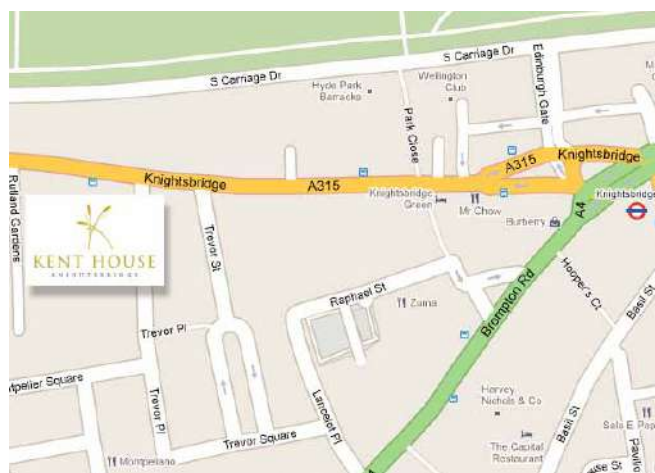 S Carriage Dr
S Carriage Dr
Hyde Park
Barracks
Wellington
Club
Edinburgh Gate
Park Close
Knightsbridge
A315
A315
Knightsbridge
Knightsbridge
Green
Mr Chow
Burberry
A4
Knightsbridge
Rutland Gardens
KENT HOUSE
KNIGHTSBRIDGE
Trevor St
Raphael St
Zuma
Brompton Rd
Hooper's Ct
Basil St
Trevor Pl
Lancelot Pl
Harvey
Nichols & Co
Basil St
Trevor Square
Montpeliano
The Capital
Restaurant